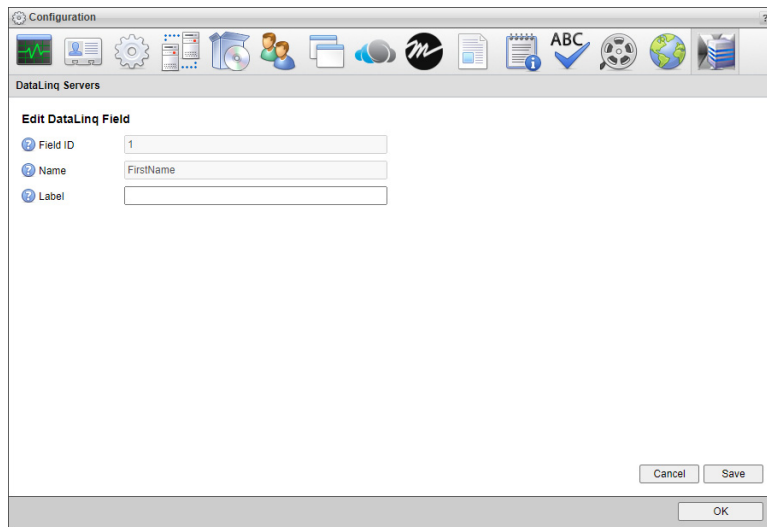 Configuration
ABC
DataLinq Servers
Edit DataLinq Field
Field ID 1
Name FirstName
Label
Cancel Save
OK